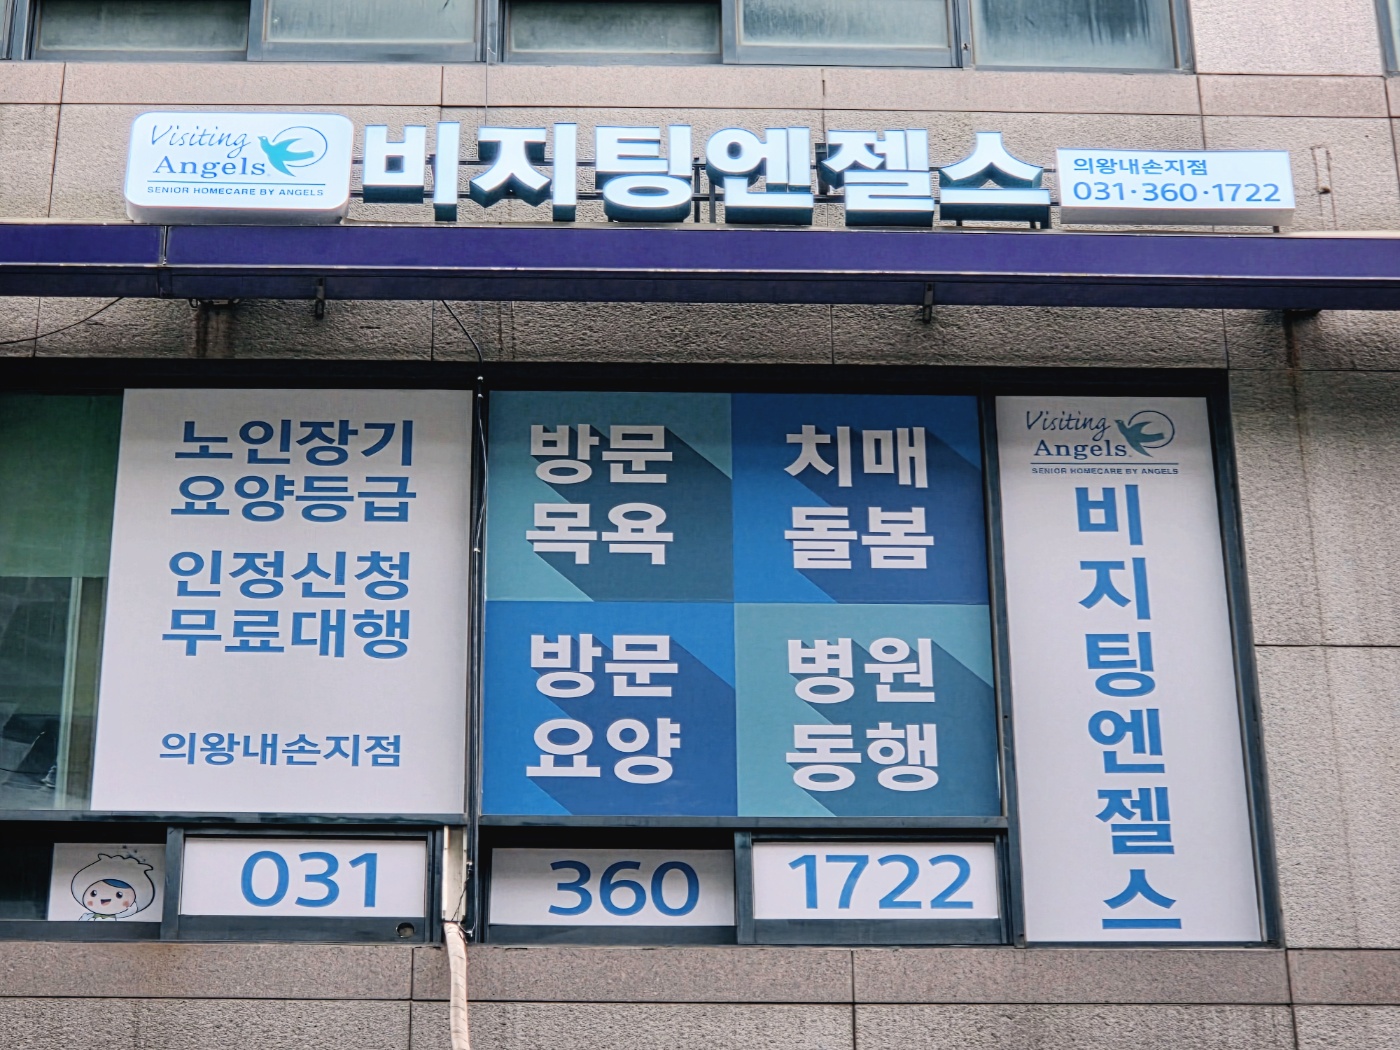 Visiting
Angels
SENIOR HOMECARE BY ANGELS
비지팅엔젤스
의왕내손지점
031·360·1722
노인장기
요양등급
인정신청
무료대행
의왕내손지점
방문
목욕
치매
돌봄
방문
요양
병원
동행
Visiting
Angels
SENIOR HOMECARE BY ANGELS
비
지
팅
엔
젤
스
031
360
1722